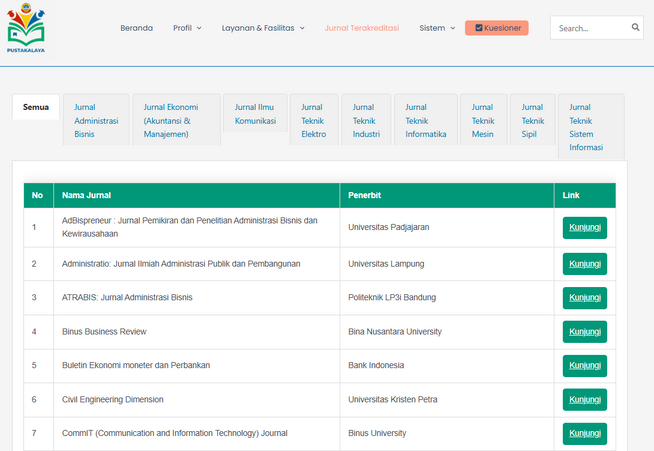 PUSTAKALAYA
Beranda
Profil
Layanan & Fasilitas
Jurnal Terakreditasi
Sistem
Kuesioner
Search...
Semua
Jurnal
Administrasi
Bisnis
Jurnal Ekonomi
(Akuntansi &
Manajemen)
Jurnal Ilmu
Komunikasi
Jurnal
Teknik
Elektro
Jurnal
Teknik
Industri
Jurnal
Teknik
Informatika
Jurnal
Teknik
Mesin
Jurnal
Teknik
Sipil
Jurnal
Teknik
Sistem
Informasi
No Nama Jurnal Penerbit Link
1 AdBispreneur : Jurnal Pemikiran dan Penelitian Administrasi Bisnis dan
Kewirausahaan Universitas Padjajaran Kunjungi
2 Administratio: Jurnal Ilmiah Administrasi Publik dan Pembangunan Universitas Lampung Kunjungi
3 ATRABIS: Jurnal Administrasi Bisnis Politeknik LP3i Bandung Kunjungi
4 Binus Business Review Bina Nusantara University Kunjungi
5 Buletin Ekonomi moneter dan Perbankan Bank Indonesia Kunjungi
6 Civil Engineering Dimension Universitas Kristen Petra Kunjungi
7 CommIT (Communication and Information Technology) Journal Binus University Kunjungi